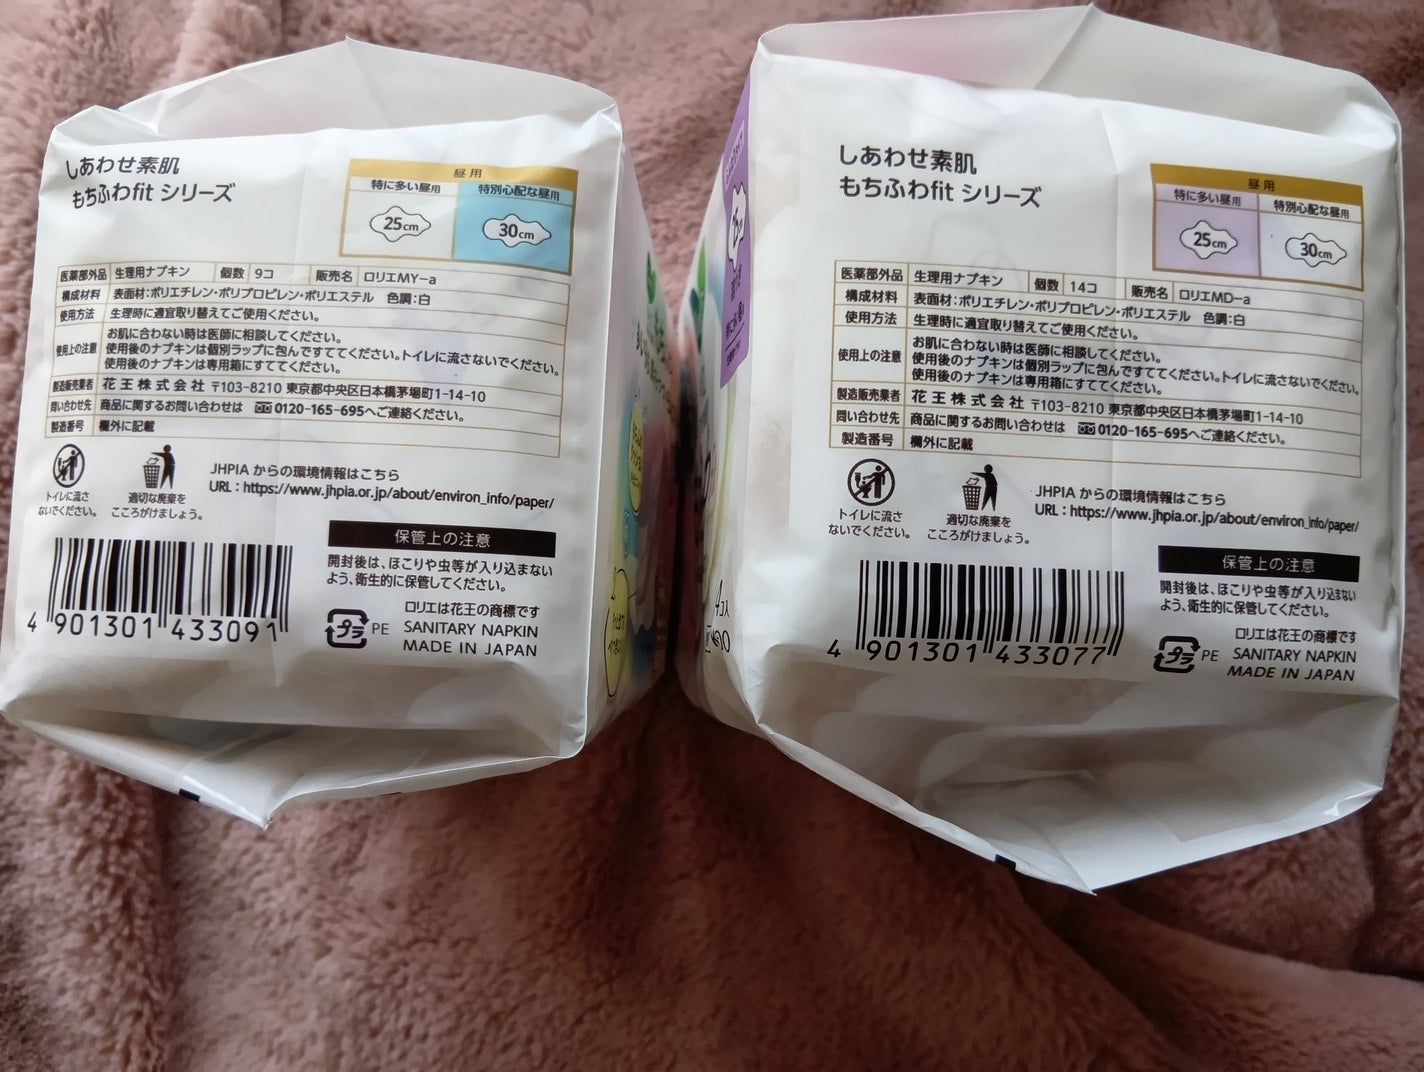 しあわせ素肌
もちふわfit シリーズ
昼用
特に多い昼用 特別心配な昼用
25cm 30cm
医薬部外品 生理用ナプキン 個数 9コ 販売名 ロリエMY-a
構成材料 表面材:ポリエチレン・ポリプロピレン・ポリエステル 色調:白
使用方法 生理時に適宜取り替えてご使用ください。
使用上の注意 お肌に合わない時は医師に相談してください。
使用後のナプキンは個別ラップに包んですててください。トイレに流さないでください。
使用後のナプキンは専用箱にすててください。
製造販売業者 花王株式会社 〒103-8210 東京都中央区日本橋茅場町1-14-10
問い合わせ先 商品に関するお問い合わせは 0120-165-695へご連絡ください。
製造番号 欄外に記載
トイレに流さ
ないでください。
適切な廃棄を
こころがけましょう。
JHPIA からの環境情報はこちら
URL:https://www.jhpia.or.jp/about/environ_info/paper/
保管上の注意
開封後は、ほこりや虫等が入り込まない
よう、衛生的に保管してください。
プラ PE
ロリエは花王の商標です
SANITARY NAPKIN
MADE IN JAPAN
4 901301 433091
しあわせ素肌
もちふわfit シリーズ
昼用
特に多い昼用 特別心配な昼用
25cm 30cm
医薬部外品 生理用ナプキン 個数 14コ 販売名 ロリエMD-a
構成材料 表面材:ポリエチレン・ポリプロピレン・ポリエステル 色調:白
使用方法 生理時に適宜取り替えてご使用ください。
使用上の注意 お肌に合わない時は医師に相談してください。
使用後のナプキンは個別ラップに包んですててください。トイレに流さないでください。
使用後のナプキンは専用箱にすててください。
製造販売業者 花王株式会社 〒103-8210 東京都中央区日本橋茅場町1-14-10
問い合わせ先 商品に関するお問い合わせは 0120-165-695へご連絡ください。
製造番号 欄外に記載
トイレに流さ
ないでください。
適切な廃棄を
こころがけましょう。
JHPIA からの環境情報はこちら
URL:https://www.jhpia.or.jp/about/environ_info/paper/
保管上の注意
開封後は、ほこりや虫等が入り込まない
よう、衛生的に保管してください。
プラ PE
ロリエは花王の商標です
SANITARY NAPKIN
MADE IN JAPAN
4 901301 433077